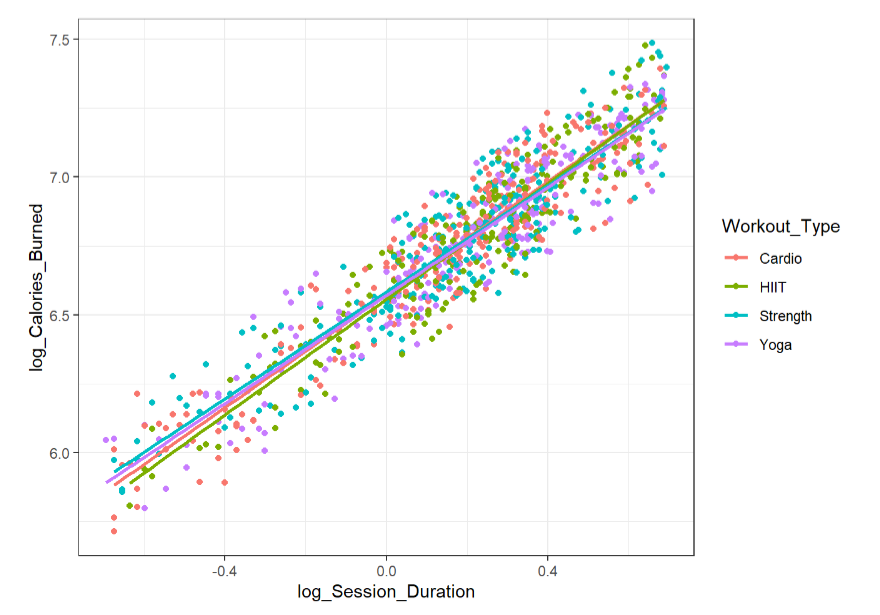 7.5
7.0
6.5
6.0
log_Calories_Burned
-0.4
0.0
0.4
log_Session_Duration
Workout_Type
Cardio
HIIT
Strength
Yoga